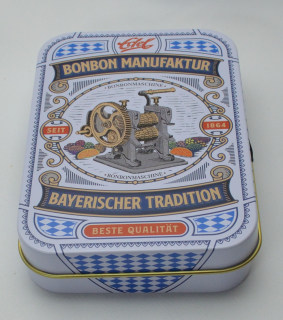 Edel
BONBON MANUFAKTUR
BONBONMASCHINE
SEIT 1864
BONBONMASCHINE
BAYERISCHER TRADITION
BESTE QUALITÄT